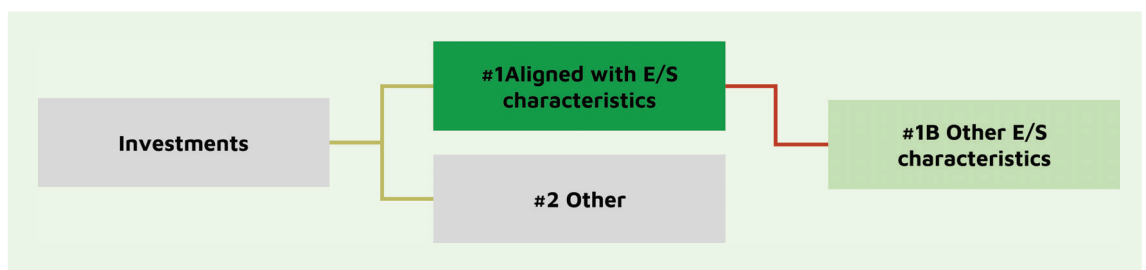 Investments
#1Aligned with E/S
characteristics
#2 Other
#1B Other E/S
characteristics